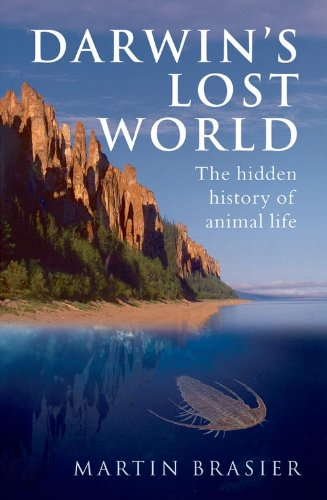 DARWIN'S
LOST
WORLD
The hidden
history of
animal life
MARTIN BRASIER